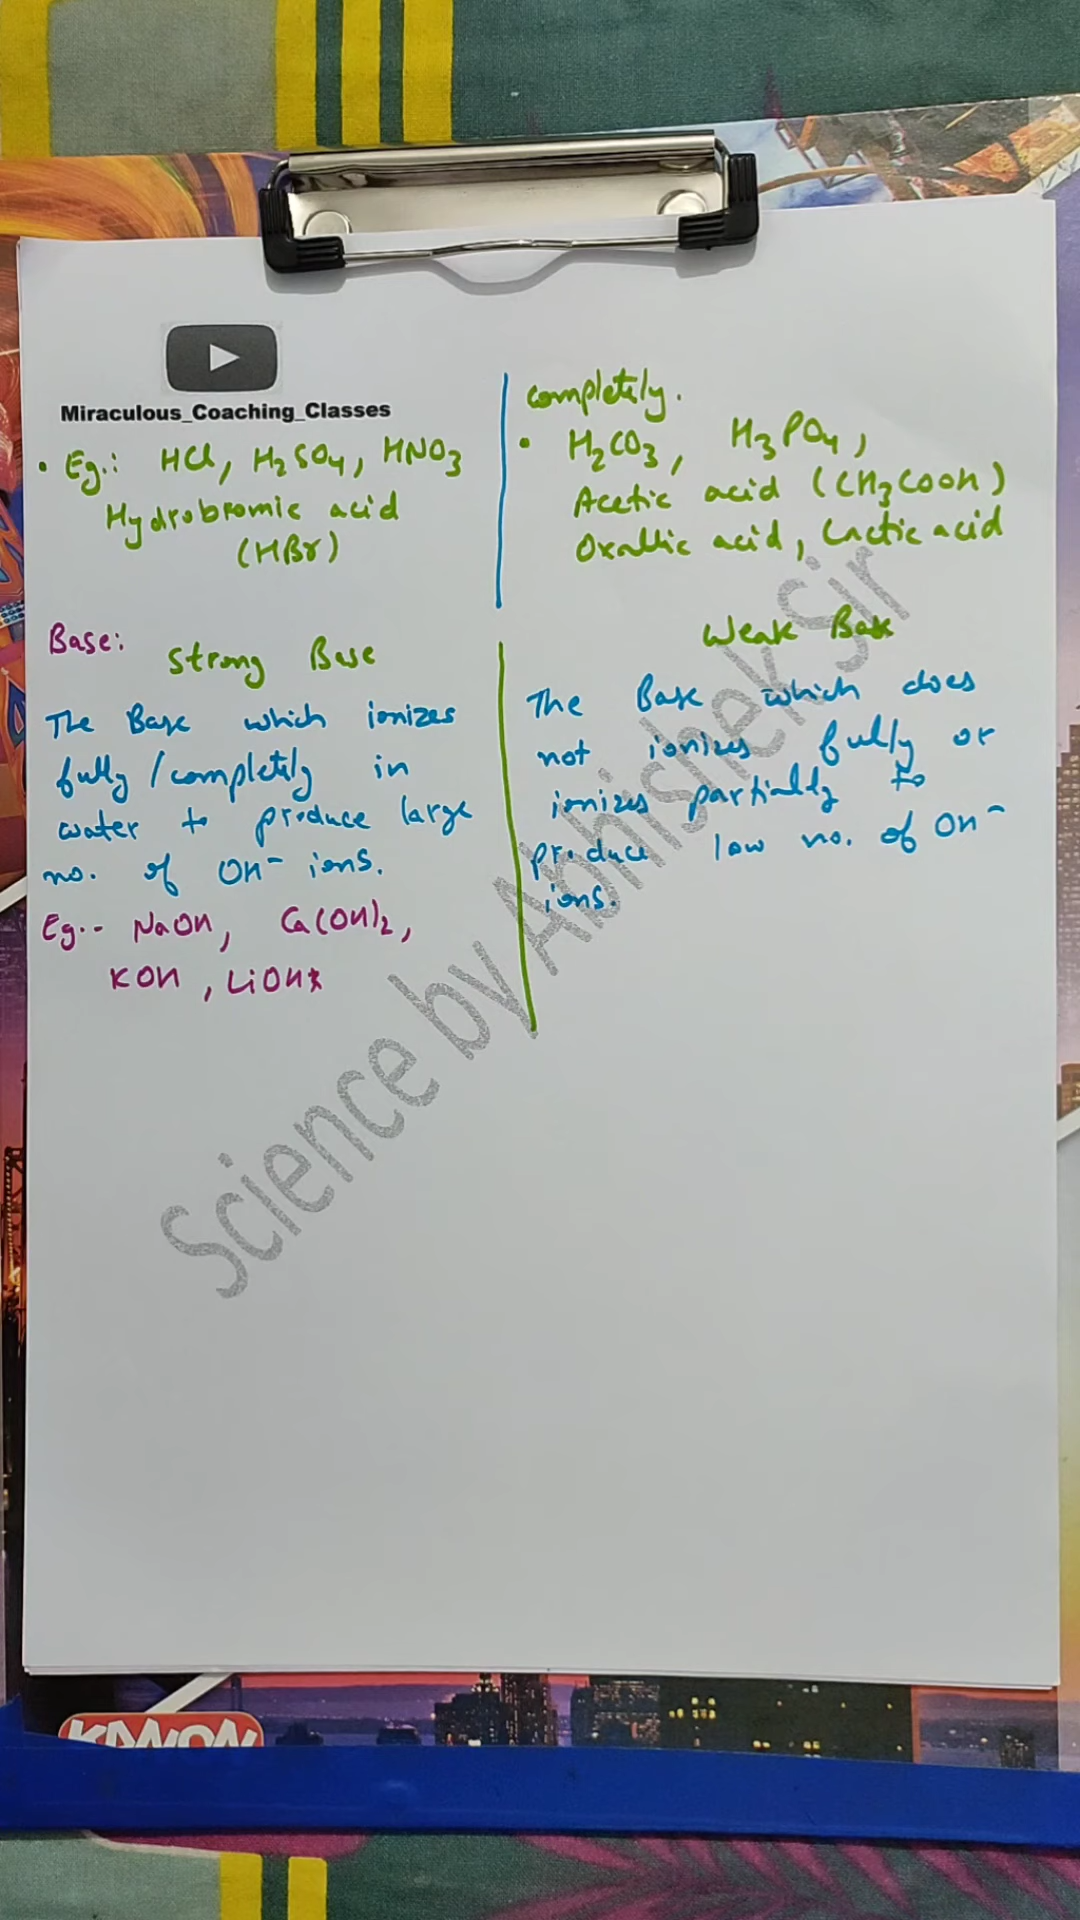 Miraculous_Coaching_Classes
• Eg.: HCl, H₂SO₄, HNO₃
Hydrobromic acid
(HBr)
completely.
• H₂CO₃, H₃PO₄,
Acetic acid (CH₃COOH)
Oxallic acid, Lactic acid
Base:
Strong Base
The Base which ionizes
fully/completely in
water to produce large
no. of OH⁻ ions.
Eg.- NaOH, Ca(OH)₂,
KOH, LiOH
Weak Base
The Base which does
not ionizes fully or
ionizes partially to
produce low no. of OH⁻
ions.
Science by Abhishek Sir
KANON